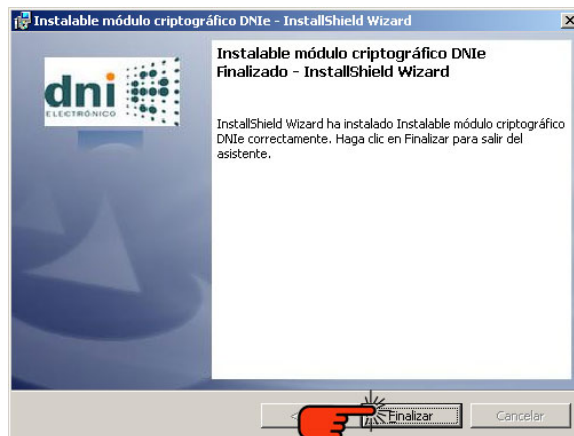 Instalable módulo criptográfico DNIe - InstallShield Wizard
Instalable módulo criptográfico DNIe
Finalizado - InstallShield Wizard
dni
ELECTRÓNICO
InstallShield Wizard ha instalado Instalable módulo criptográfico
DNIe correctamente. Haga clic en Finalizar para salir del
asistente.
< 
Finalizar
Cancelar